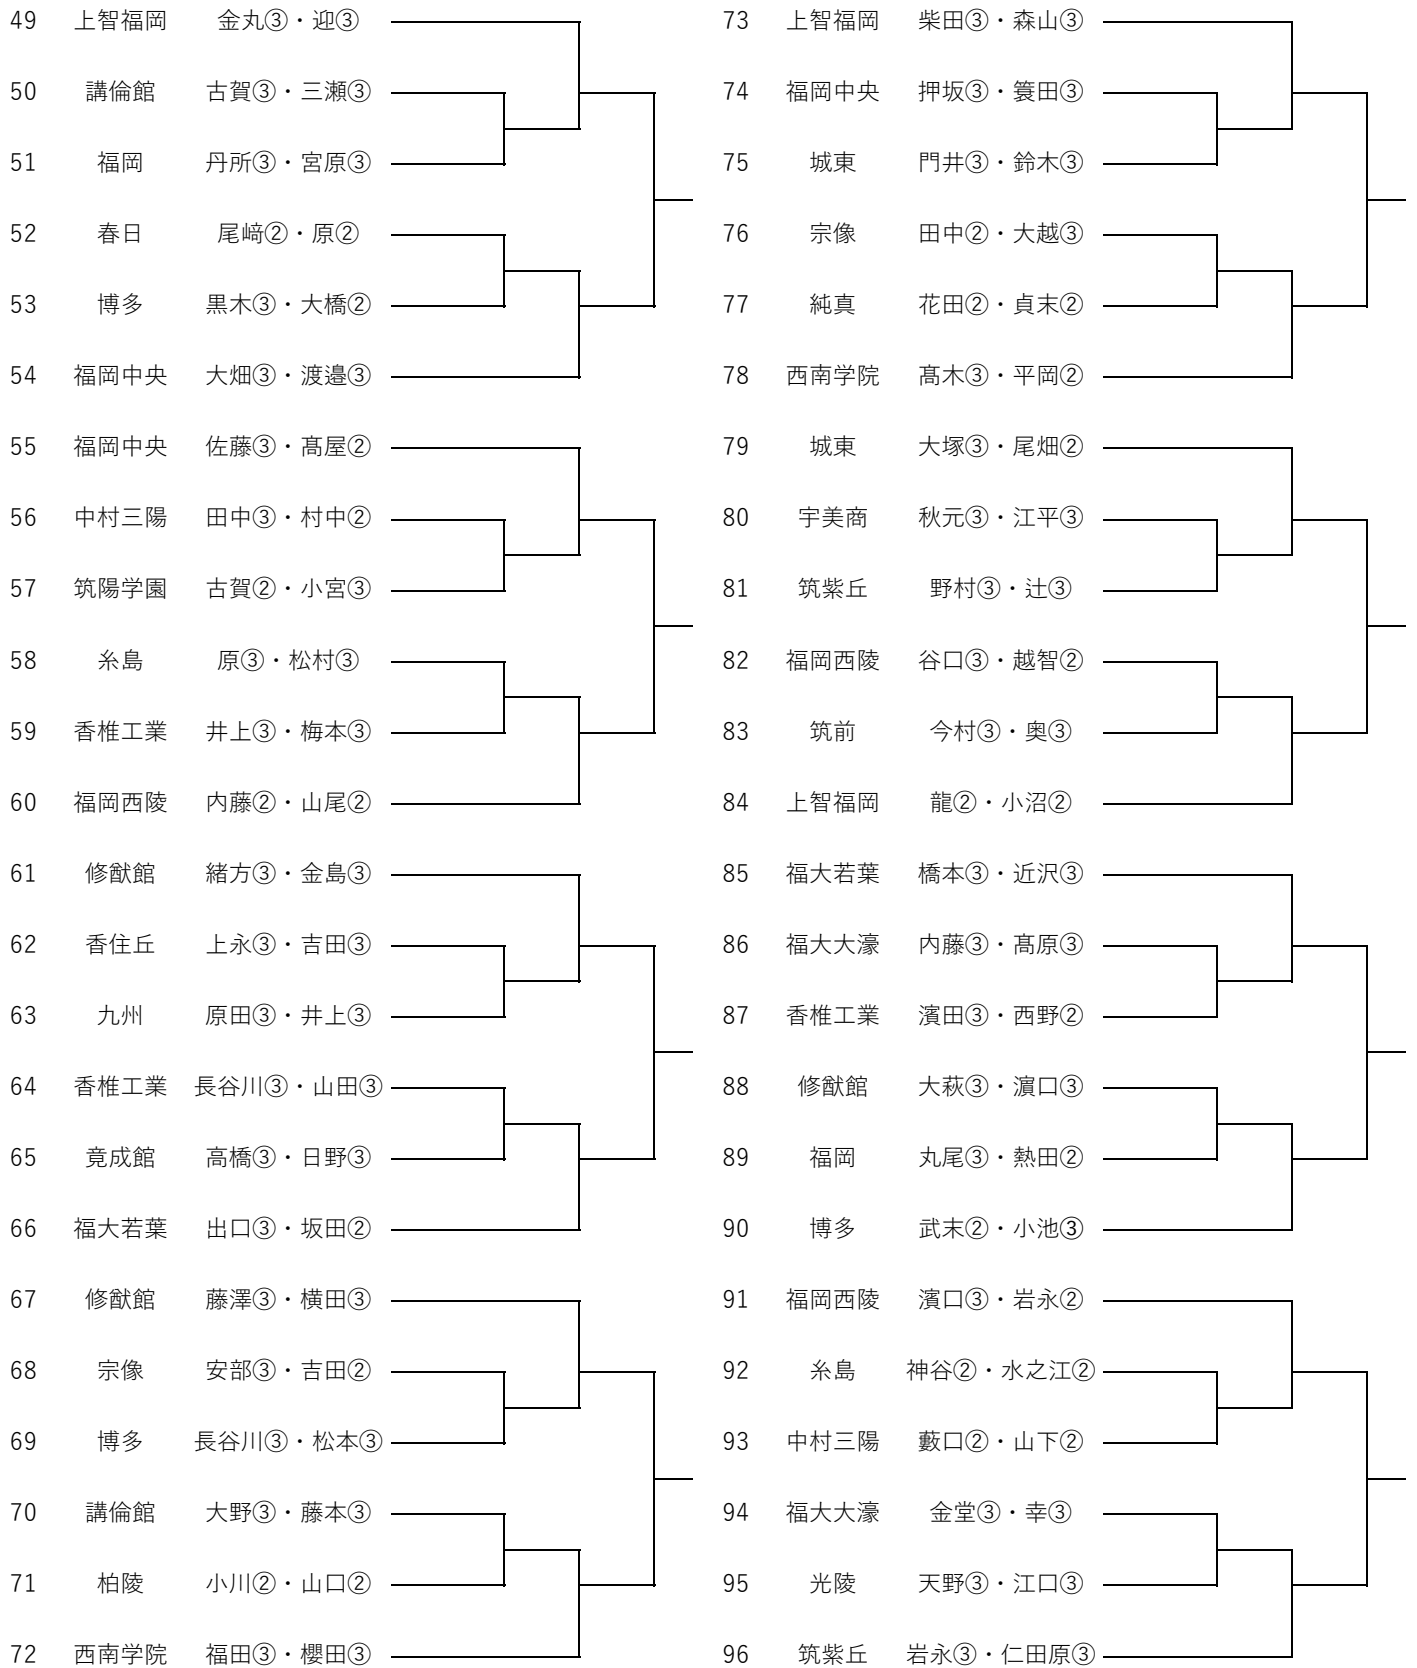 49 上智福岡 金丸③・迎③
50 講倫館 古賀③・三瀬③
51 福岡 丹所③・宮原③
52 春日 尾﨑②・原②
53 博多 黒木③・大橋②
54 福岡中央 大畑③・渡邉③
55 福岡中央 佐藤③・髙屋②
56 中村三陽 田中③・村中②
57 筑陽学園 古賀②・小宮③
58 糸島 原③・松村③
59 香椎工業 井上③・梅本③
60 福岡西陵 内藤②・山尾②
61 修猷館 緒方③・金島③
62 香住丘 上永③・吉田③
63 九州 原田③・井上③
64 香椎工業 長谷川③・山田③
65 竟成館 高橋③・日野③
66 福大若葉 出口③・坂田②
67 修猷館 藤澤③・横田③
68 宗像 安部③・吉田②
69 博多 長谷川③・松本③
70 講倫館 大野③・藤本③
71 柏陵 小川②・山口②
72 西南学院 福田③・櫻田③
73 上智福岡 柴田③・森山③
74 福岡中央 押坂③・簑田③
75 城東 門井③・鈴木③
76 宗像 田中②・大越③
77 純真 花田②・貞末②
78 西南学院 髙木③・平岡②
79 城東 大塚③・尾畑②
80 宇美商 秋元③・江平③
81 筑紫丘 野村③・辻③
82 福岡西陵 谷口③・越智②
83 筑前 今村③・奥③
84 上智福岡 龍②・小沼②
85 福大若葉 橋本③・近沢③
86 福大大濠 内藤③・髙原③
87 香椎工業 濱田③・西野②
88 修猷館 大萩③・濵口③
89 福岡 丸尾③・熱田②
90 博多 武末②・小池③
91 福岡西陵 濱口③・岩永②
92 糸島 神谷②・水之江②
93 中村三陽 藪口②・山下②
94 福大大濠 金堂③・幸③
95 光陵 天野③・江口③
96 筑紫丘 岩永③・仁田原③